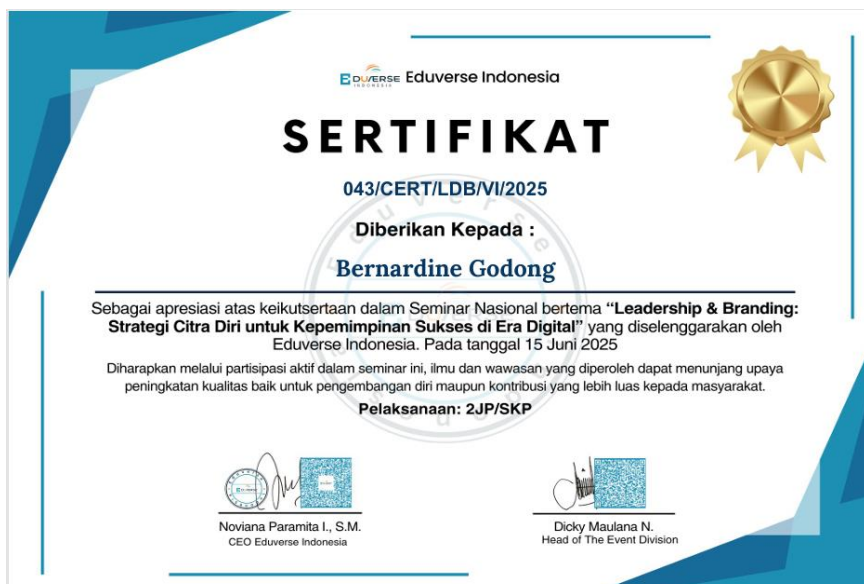 EDUVERSE INDONESIA Eduverse Indonesia
SERTIFIKAT
043/CERT/LDB/VI/2025
Diberikan Kepada :
Bernardine Godong
Sebagai apresiasi atas keikutsertaan dalam Seminar Nasional bertema “Leadership & Branding:
Strategi Citra Diri untuk Kepemimpinan Sukses di Era Digital” yang diselenggarakan oleh
Eduverse Indonesia. Pada tanggal 15 Juni 2025
Diharapkan melalui partisipasi aktif dalam seminar ini, ilmu dan wawasan yang diperoleh dapat menunjang upaya
peningkatan kualitas baik untuk pengembangan diri maupun kontribusi yang lebih luas kepada masyarakat.
Pelaksanaan: 2JP/SKP
Noviana Paramita I., S.M.
CEO Eduverse Indonesia
Dicky Maulana N.
Head of The Event Division